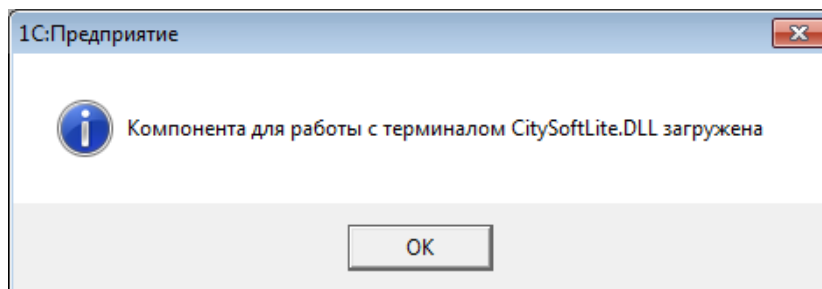 1С:Предприятие
Компонента для работы с терминалом CitySoftLite.DLL загружена
OK